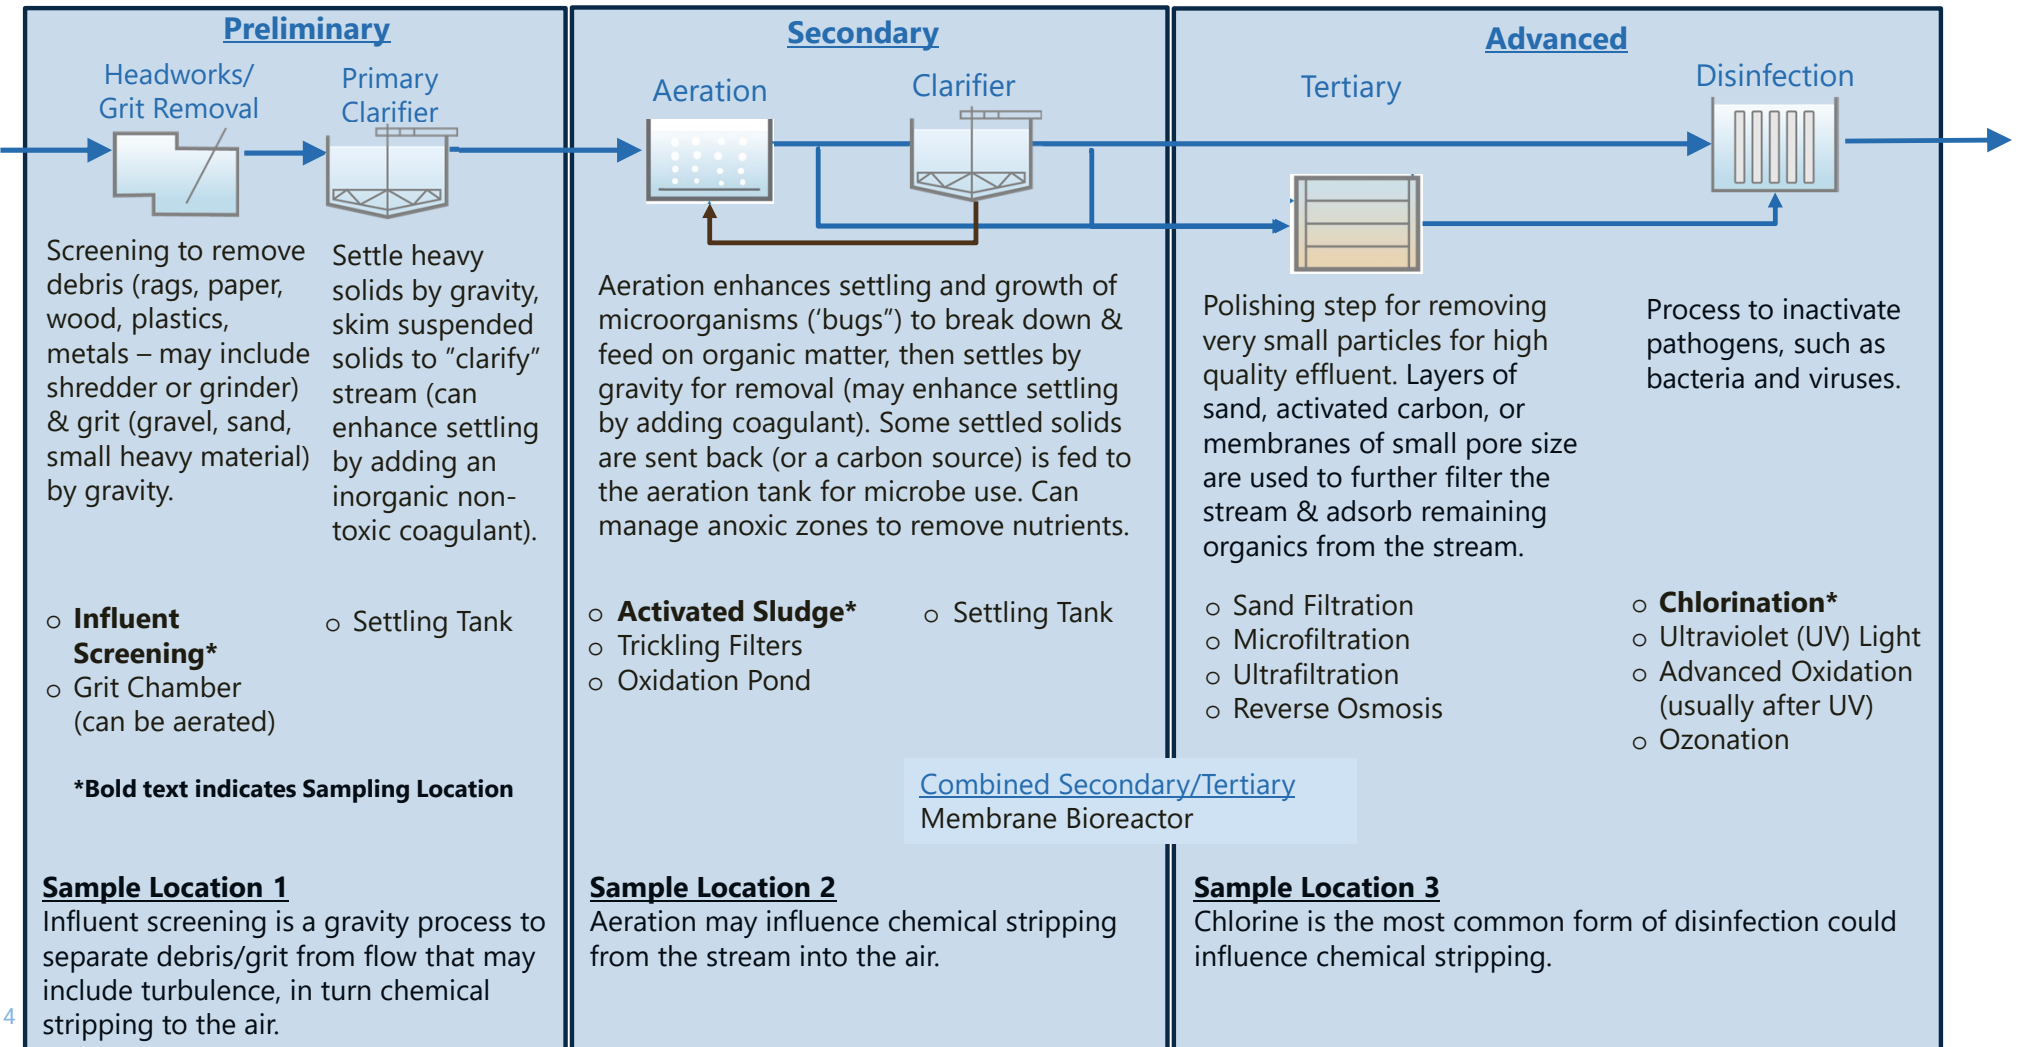 Preliminary
Headworks/
Grit Removal
Primary
Clarifier
Screening to remove
debris (rags, paper,
wood, plastics,
metals – may include
shredder or grinder)
& grit (gravel, sand,
small heavy material)
by gravity.
Settle heavy
solids by gravity,
skim suspended
solids to "clarify"
stream (can
enhance settling
by adding an
inorganic non-
toxic coagulant).
o Influent
Screening*
o Grit Chamber
(can be aerated)
o Settling Tank
*Bold text indicates Sampling Location
Sample Location 1
Influent screening is a gravity process to
separate debris/grit from flow that may
include turbulence, in turn chemical
stripping to the air.
Secondary
Aeration
Clarifier
Aeration enhances settling and growth of
microorganisms ('bugs") to break down &
feed on organic matter, then settles by
gravity for removal (may enhance settling
by adding coagulant). Some settled solids
are sent back (or a carbon source) is fed to
the aeration tank for microbe use. Can
manage anoxic zones to remove nutrients.
o Activated Sludge*
o Trickling Filters
o Oxidation Pond
o Settling Tank
Combined Secondary/Tertiary
Membrane Bioreactor
Sample Location 2
Aeration may influence chemical stripping
from the stream into the air.
Advanced
Tertiary
Disinfection
Polishing step for removing
very small particles for high
quality effluent. Layers of
sand, activated carbon, or
membranes of small pore size
are used to further filter the
stream & adsorb remaining
organics from the stream.
Process to inactivate
pathogens, such as
bacteria and viruses.
o Sand Filtration
o Microfiltration
o Ultrafiltration
o Reverse Osmosis
o Chlorination*
o Ultraviolet (UV) Light
o Advanced Oxidation
(usually after UV)
o Ozonation
Sample Location 3
Chlorine is the most common form of disinfection could
influence chemical stripping.
4